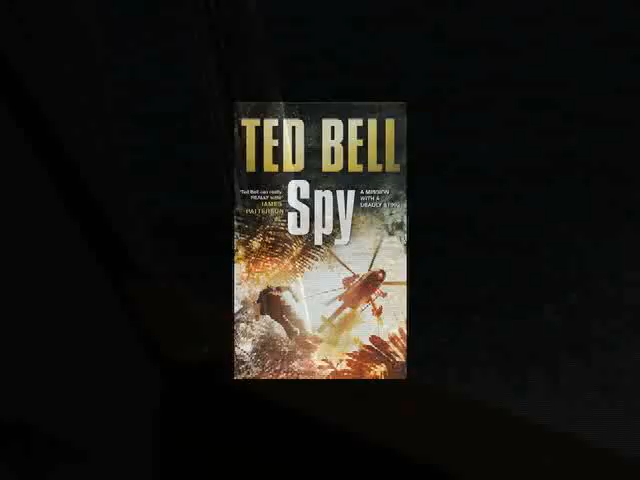 TED BELL
'Ted Bell can really
REALLY write'
JAMES
PATTERSON
A MISSION
WITH A
DEADLY STING
Spy